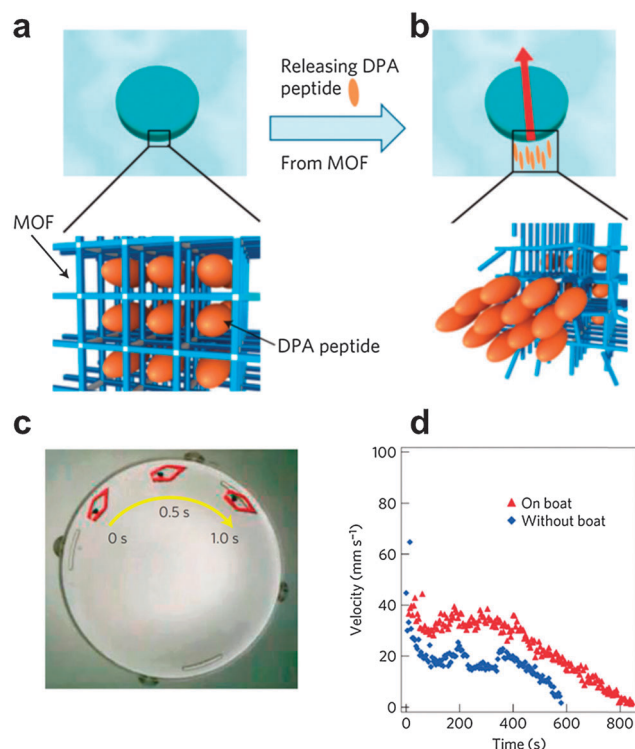 a
b
Releasing DPA
peptide
From MOF
MOF
DPA peptide
c
0 s
0.5 s
1.0 s
d
Velocity (mm s⁻¹)
100
80
60
40
20
0
On boat
Without boat
0 200 400 600 800
Time (s)